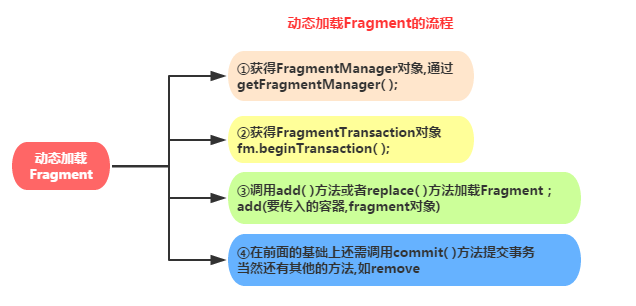 动态加载Fragment的流程
①获得FragmentManager对象,通过
getFragmentManager( );
②获得FragmentTransaction对象
fm.beginTransaction( );
动态加载
Fragment
③调用add( )方法或者replace( )方法加载Fragment；
add(要传入的容器,fragment对象)
④在前面的基础上还需调用commit( )方法提交事务
当然还有其他的方法,如remove